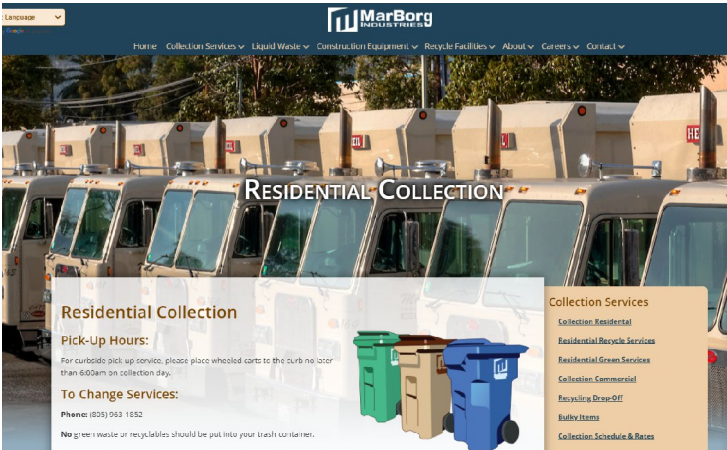 Language
MarBorg
INDUSTRIES
Home Collection Services Liquid Waste Construction Equipment Recycle Facilities About Careers Contact
HEIL
HEIL
HE
RESIDENTIAL COLLECTION
Residential Collection
Pick-Up Hours:
For curbside pick-up service, please place wheeled carts to the curb no later
than 6:00am on collection day.
To Change Services:
Phone: (805) 963-1852
No green waste or recyclables should be put into your trash container.
Collection Services
Collection Residential
Residential Recycle Services
Residential Green Services
Collection Commercial
Recycling Drop-Off
Bulky Items
Collection Schedule & Rates